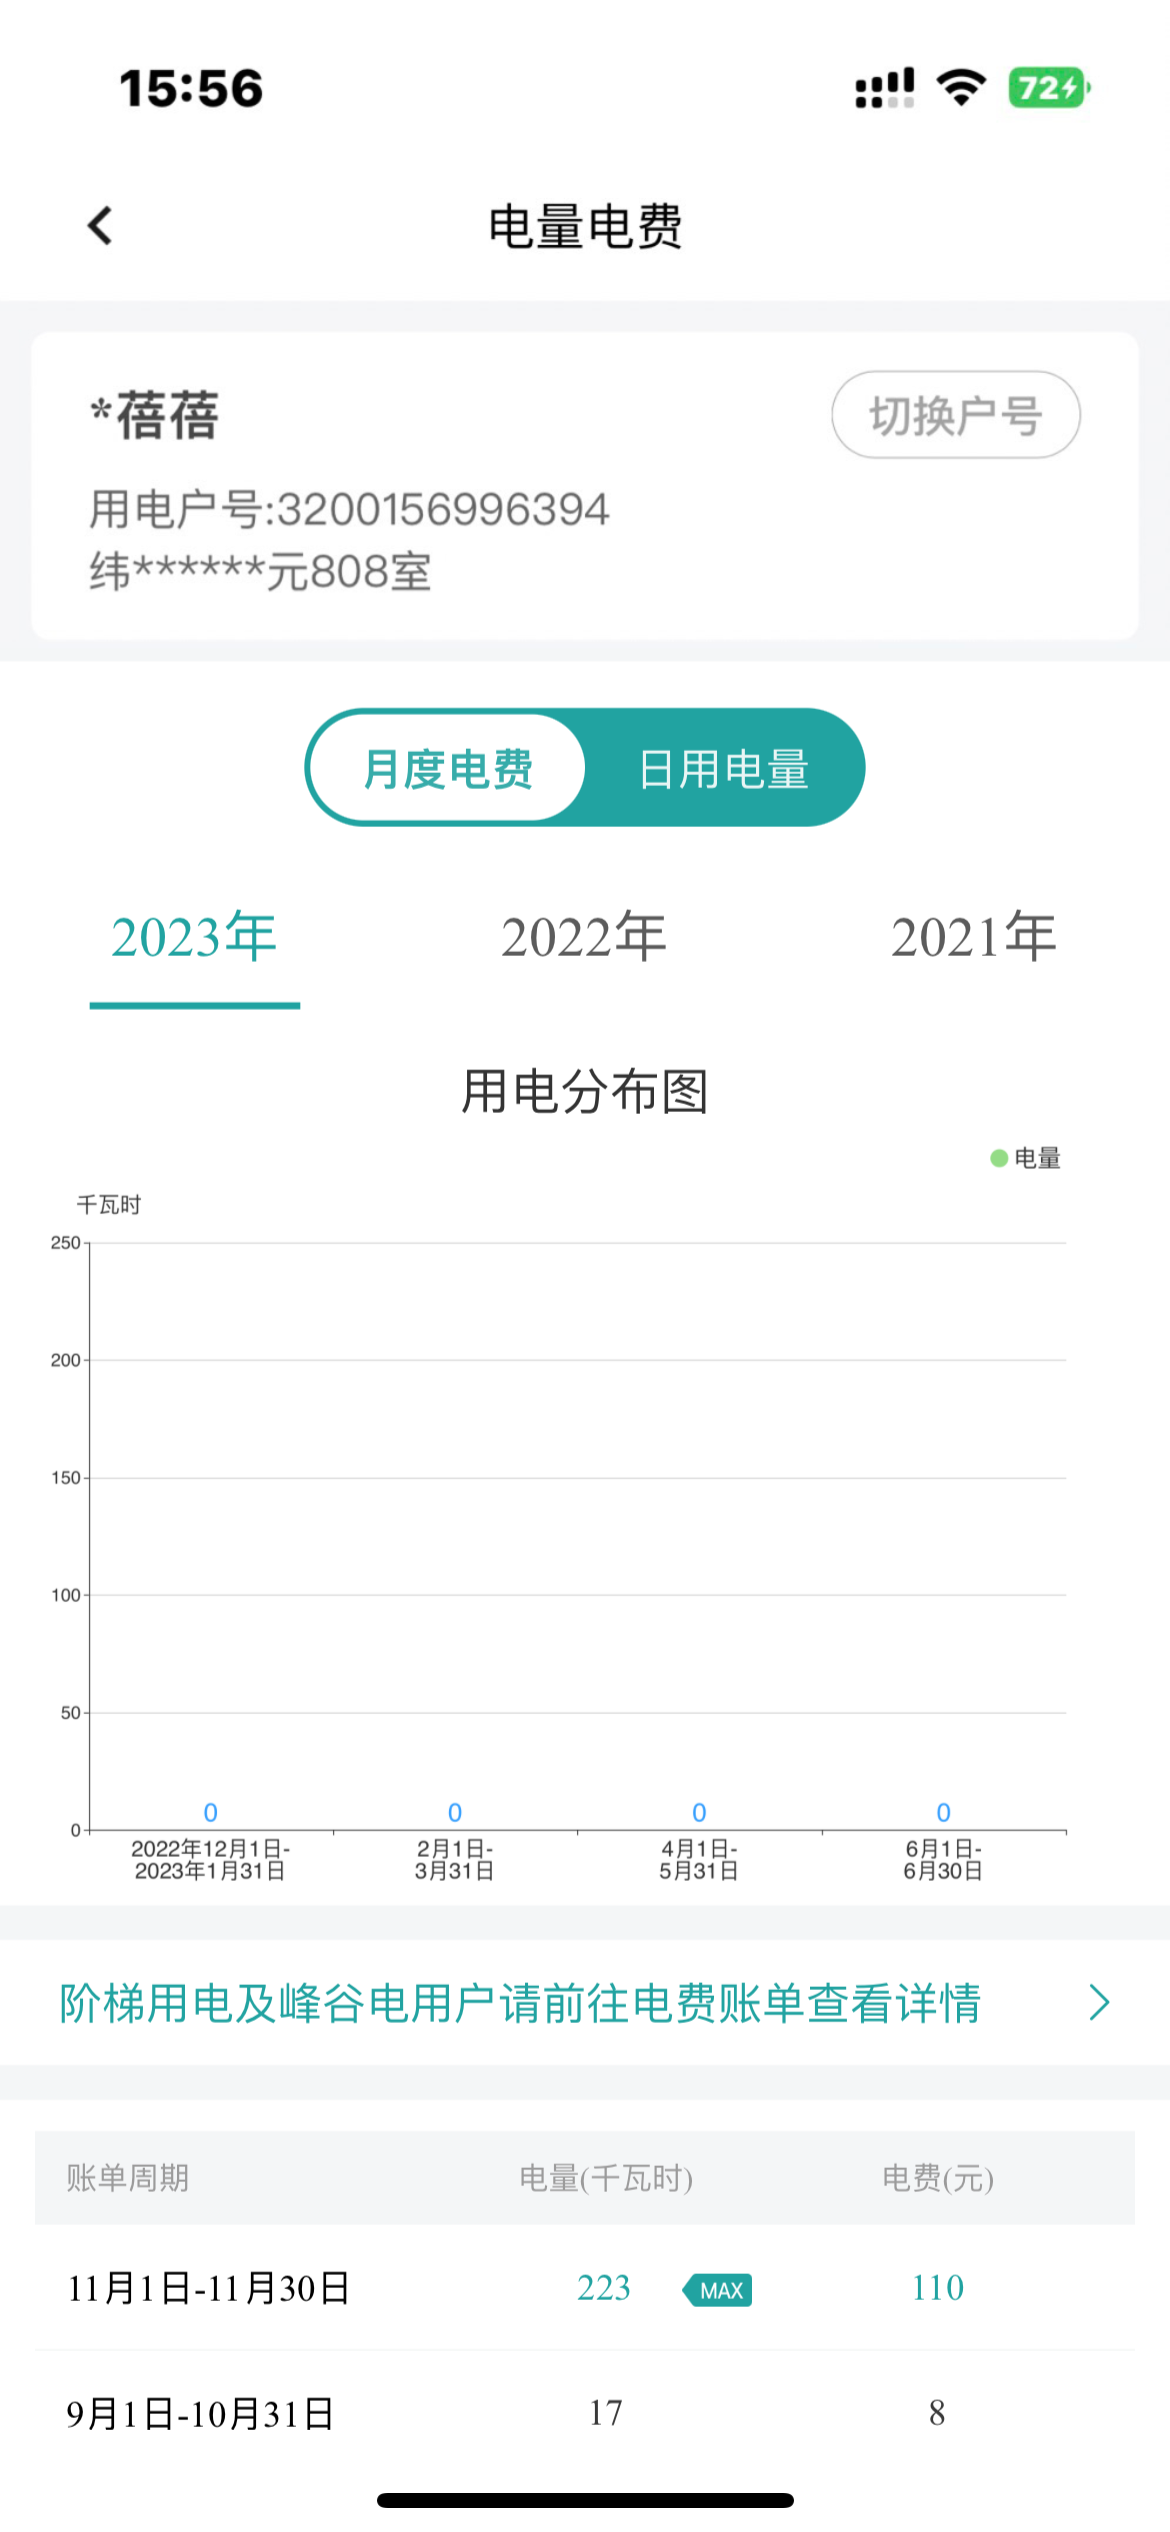 15:56
72
电量电费
*蓓蓓
切换户号
用电户号:3200156996394
纬******元808室
月度电费 日用电量
2023年 2022年 2021年
用电分布图
电量
千瓦时
250
200
150
100
50
0
0 0 0 0
2022年12月1日-
2023年1月31日
2月1日-
3月31日
4月1日-
5月31日
6月1日-
6月30日
阶梯用电及峰谷电用户请前往电费账单查看详情
账单周期 电量(千瓦时) 电费(元)
11月1日-11月30日 223 MAX 110
9月1日-10月31日 17 8